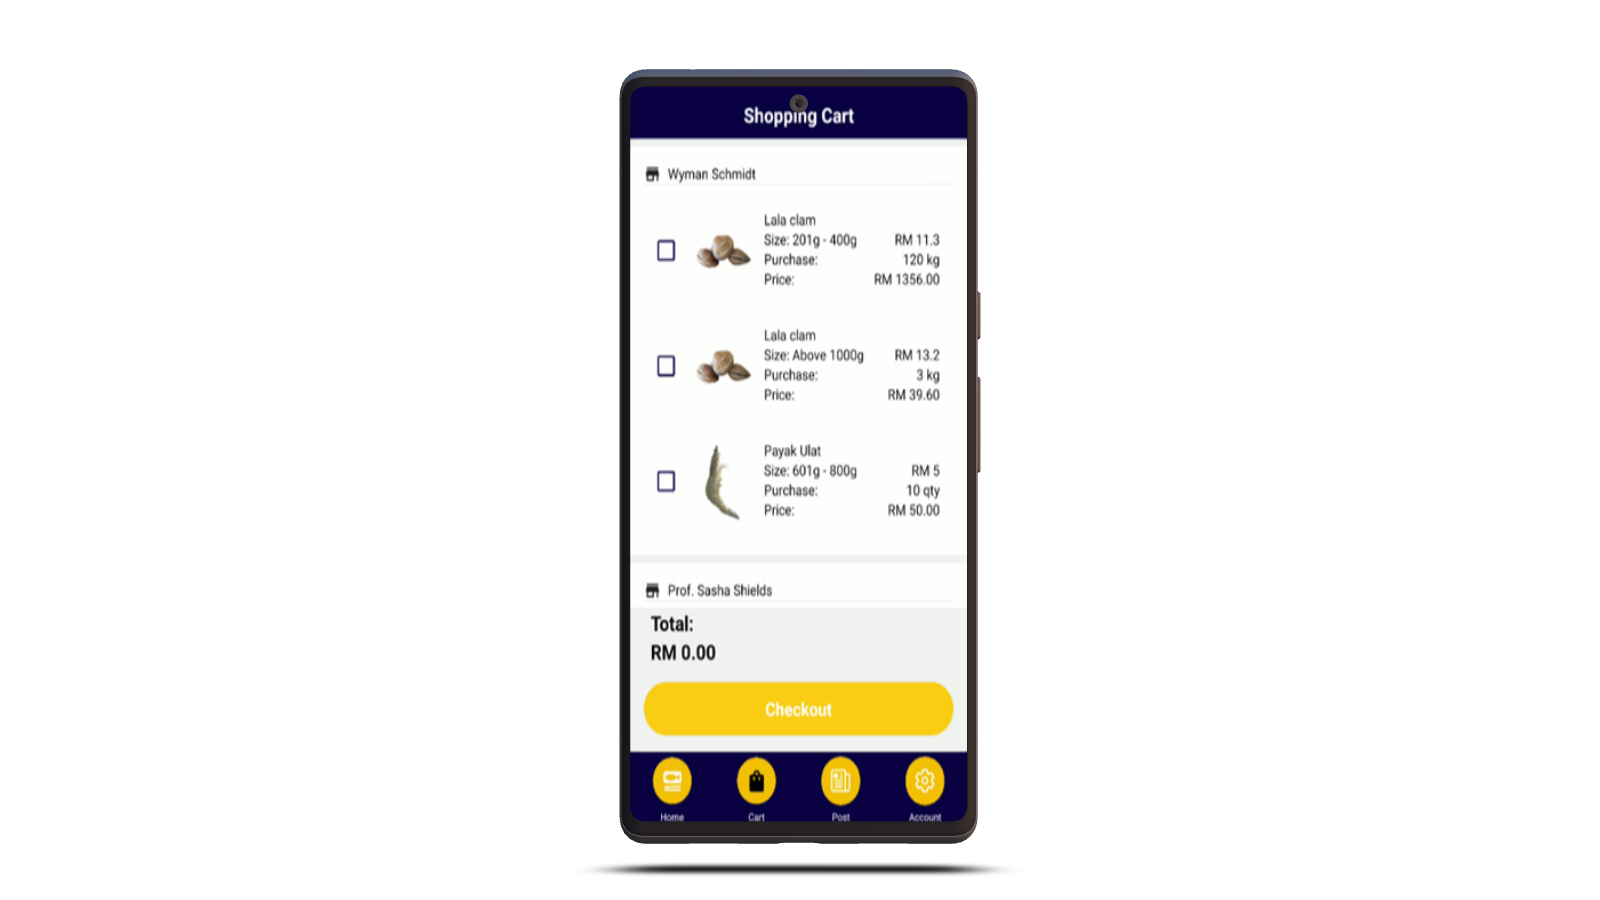 Shopping Cart
Wyman Schmidt
Lala clam
Size: 201g - 400g RM 11.3
Purchase: 120 kg
Price: RM 1356.00
Lala clam
Size: Above 1000g RM 13.2
Purchase: 3 kg
Price: RM 39.60
Payak Ulat
Size: 601g - 800g RM 5
Purchase: 10 qty
Price: RM 50.00
Prof. Sasha Shields
Total:
RM 0.00
Checkout
Home Cart Post Account